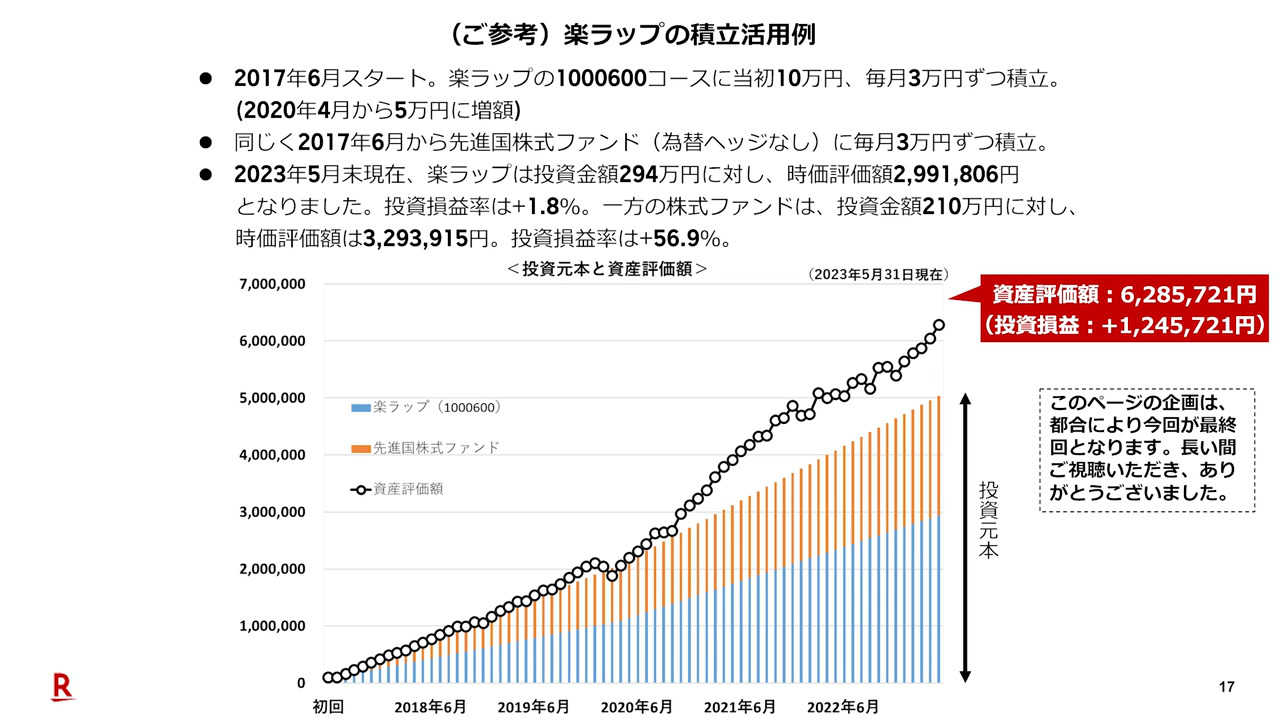 （ご参考）楽ラップの積立活用例
● 2017年6月スタート。楽ラップの1000600コースに当初10万円、毎月3万円ずつ積立。
(2020年4月から5万円に増額)
● 同じく2017年6月から先進国株式ファンド（為替ヘッジなし）に毎月3万円ずつ積立。
● 2023年5月末現在、楽ラップは投資金額294万円に対し、時価評価額2,991,806円
となりました。投資損益率は+1.8%。一方の株式ファンドは、投資金額210万円に対し、
時価評価額は3,293,915円。投資損益率は+56.9%。
＜投資元本と資産評価額＞
（2023年5月31日現在）
7,000,000
6,000,000
5,000,000
4,000,000
3,000,000
2,000,000
1,000,000
0
楽ラップ（1000600）
先進国株式ファンド
資産評価額
初回
2018年6月
2019年6月
2020年6月
2021年6月
2022年6月
資産評価額：6,285,721円
（投資損益：+1,245,721円）
投資元本
このページの企画は、
都合により今回が最終
回となります。長い間
ご視聴いただき、あり
がとうございました。
R
17